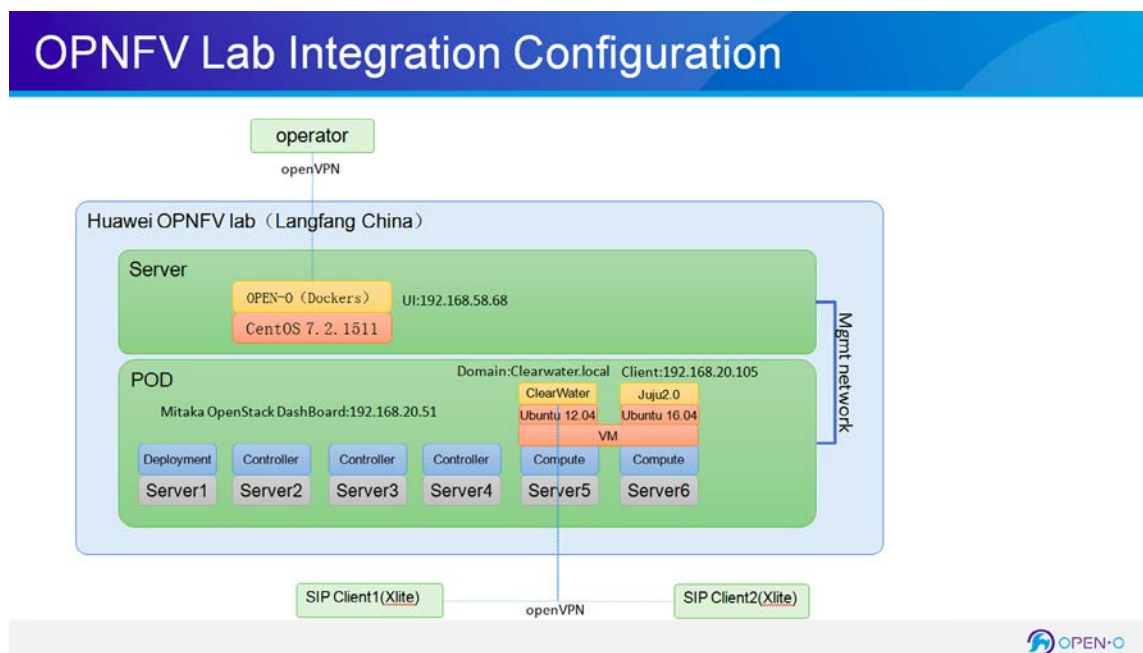 OPNFV Lab Integration Configuration
operator
openVPN
Huawei OPNFV lab（Langfang China）
Server
OPEN-O（Dockers） UI:192.168.58.68
CentOS 7.2.1511
Mgmt network
POD
Domain:Clearwater.local Client:192.168.20.105
ClearWater Juju2.0
Mitaka OpenStack DashBoard:192.168.20.51
Ubuntu 12.04 Ubuntu 16.04
VM
Deployment Controller Controller Controller Compute Compute
Server1 Server2 Server3 Server4 Server5 Server6
SIP Client1(Xlite) SIP Client2(Xlite)
openVPN
OPEN-O